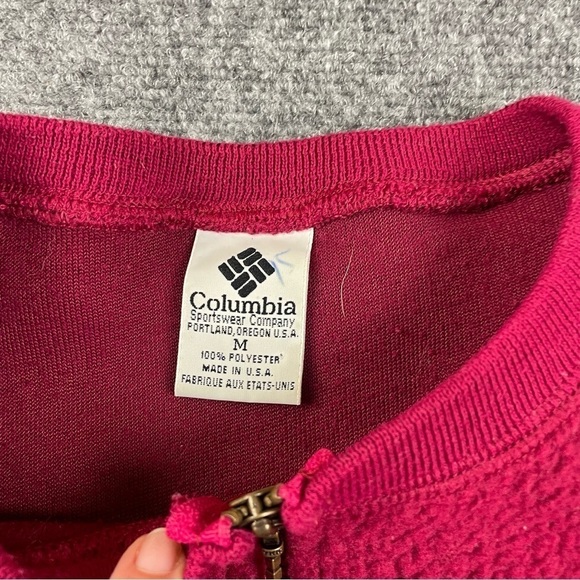 Columbia
Sportswear Company
PORTLAND, OREGON U.S.A.
M
100% POLYESTER
MADE IN U.S.A.
FABRIQUE AUX ETATS-UNIS